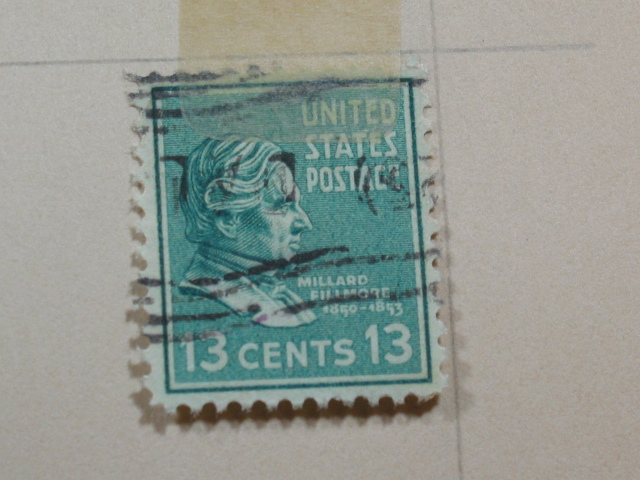 UNITED
STATES
POSTAGE
MILLARD
FILLMORE
1850-1853
13 CENTS 13